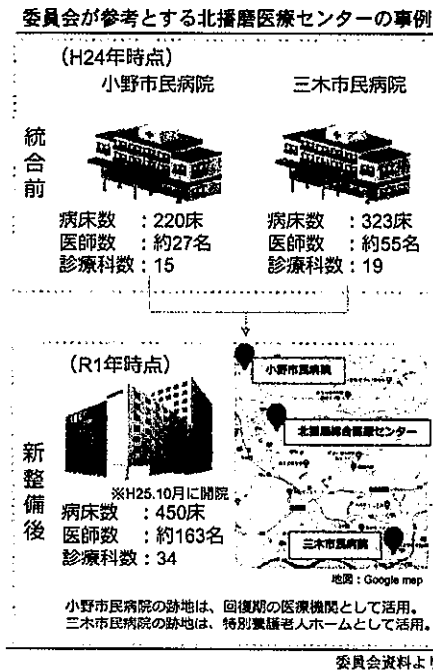 委員会が参考とする北播磨医療センターの事例
（H24年時点）
小野市民病院
三木市民病院
統合前
病床数 ：220床
医師数 ：約27名
診療科数：15
病床数 ：323床
医師数 ：約55名
診療科数：19
（R1年時点）
新整備後
※H25.10月に開院
病床数 ：450床
医師数 ：約163名
診療科数：34
小野市民病院
北播磨総合医療センター
三木市民病院
地図：Google map
小野市民病院の跡地は、回復期の医療機関として活用。
三木市民病院の跡地は、特別養護老人ホームとして活用。
委員会資料より